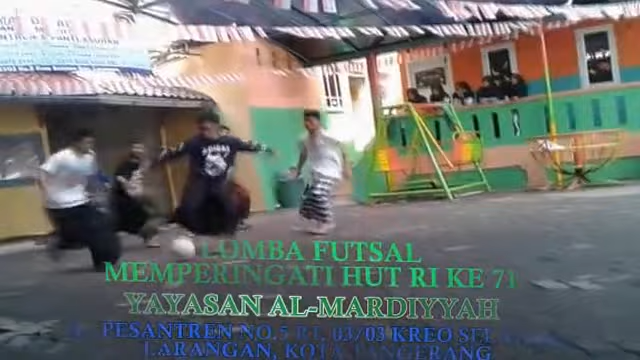 LOMBA FUTSAL
MEMPERINGATI HUT RI KE 71
YAYASAN AL-MARDIYYAH
PESANTREN NO.5 RT. 03/03 KREO
LARANGAN, KOTA TANGERANG